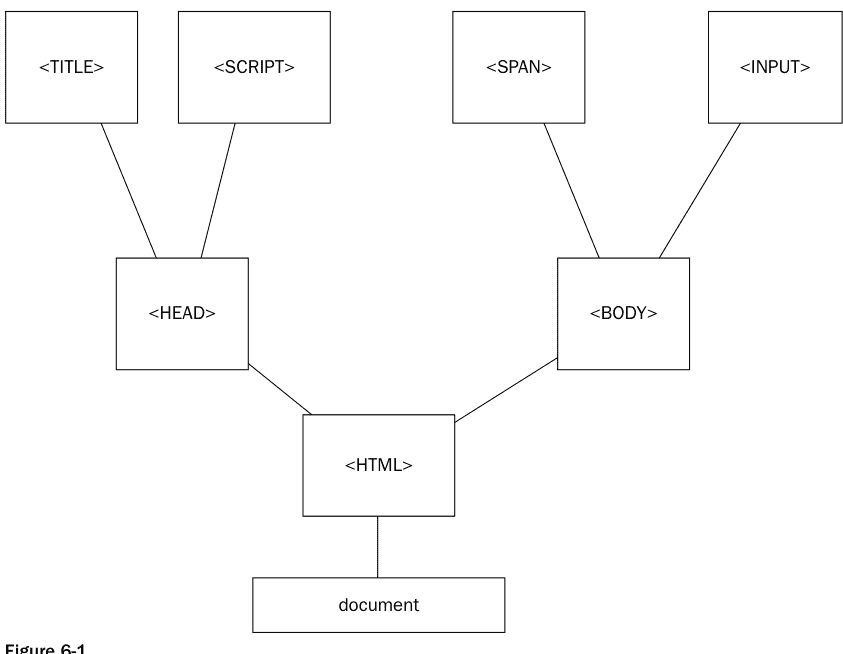 <TITLE> <SCRIPT> <SPAN> <INPUT>
<HEAD> <BODY>
<HTML>
document
Figure 6-1